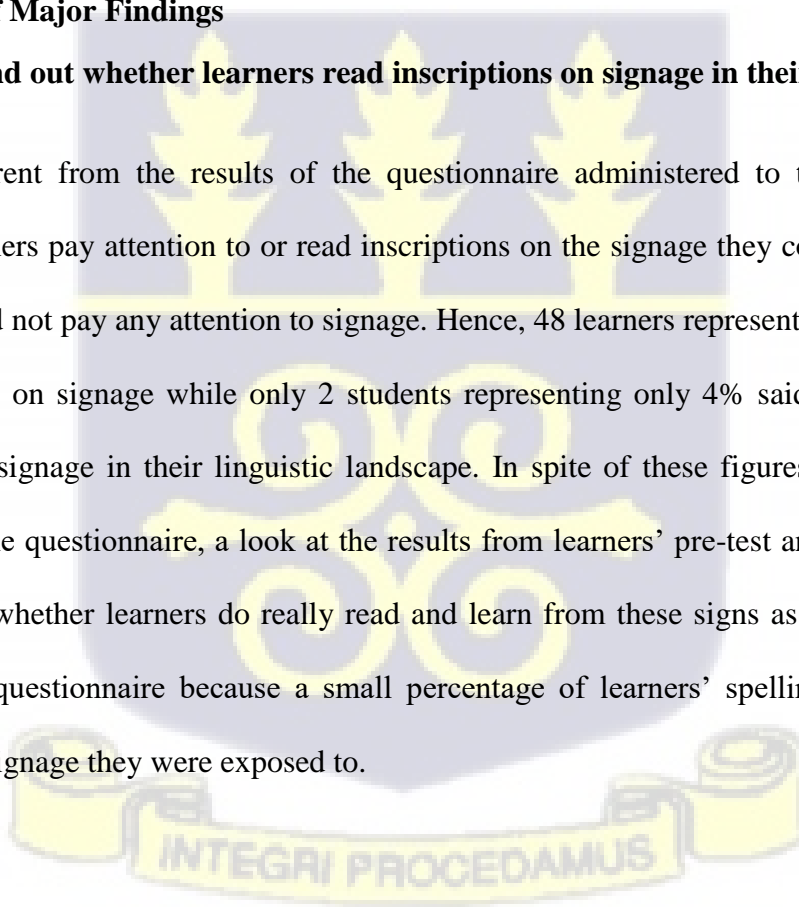 f Major Findings
nd out whether learners read inscriptions on signage in their
rent from the results of the questionnaire administered to t
ners pay attention to or read inscriptions on the signage they co
d not pay any attention to signage. Hence, 48 learners represent
on signage while only 2 students representing only 4% said
signage in their linguistic landscape. In spite of these figures
e questionnaire, a look at the results from learners’ pre-test an
whether learners do really read and learn from these signs as
questionnaire because a small percentage of learners’ spellin
ignage they were exposed to.
INTEGRI PROCEDAMUS